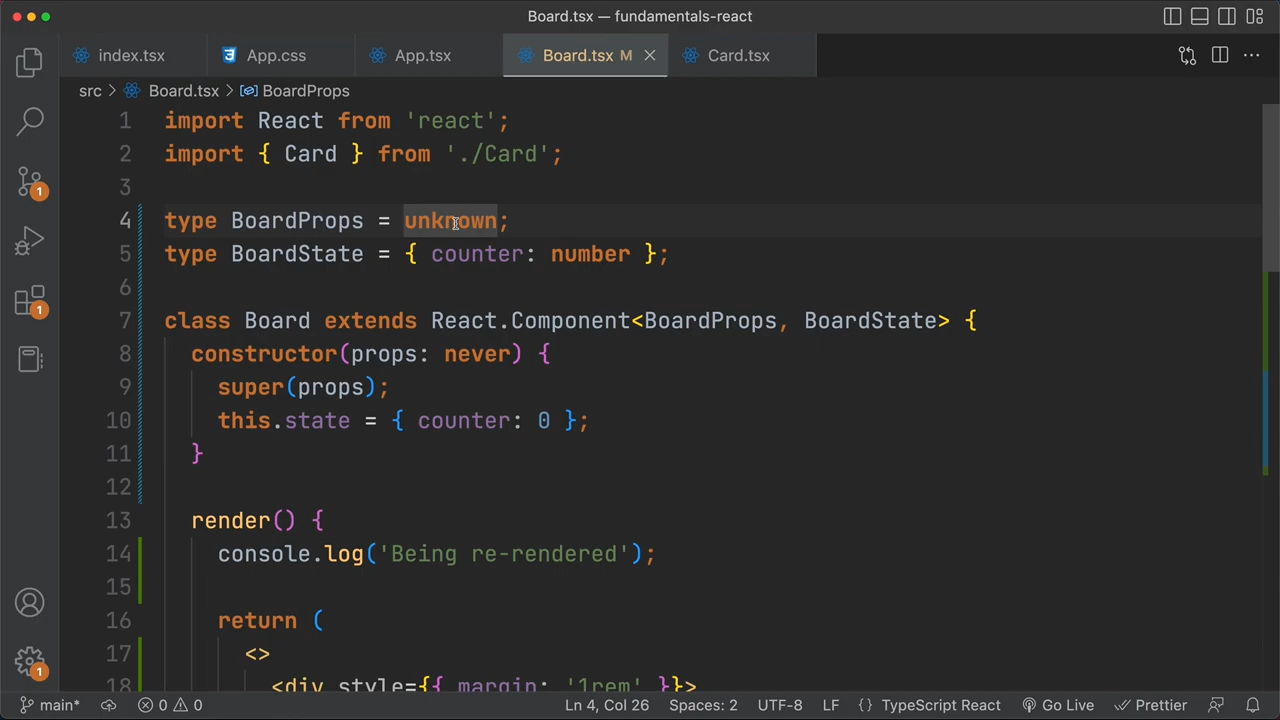 Board.tsx — fundamentals-react
index.tsx App.css App.tsx Board.tsx M Card.tsx
src > Board.tsx > BoardProps
1 import React from 'react';
2 import { Card } from './Card';
3
4 type BoardProps = unknown;
5 type BoardState = { counter: number };
6
7 class Board extends React.Component<BoardProps, BoardState> {
8 constructor(props: never) {
9 super(props);
10 this.state = { counter: 0 };
11 }
12
13 render() {
14 console.log('Being re-rendered');
15
16 return (
17 <>
18 <div style={{ margin: '1rem' }}>
1
1
1
main* 0 0 Ln 4, Col 26 Spaces: 2 UTF-8 LF {} TypeScript React Go Live Prettier